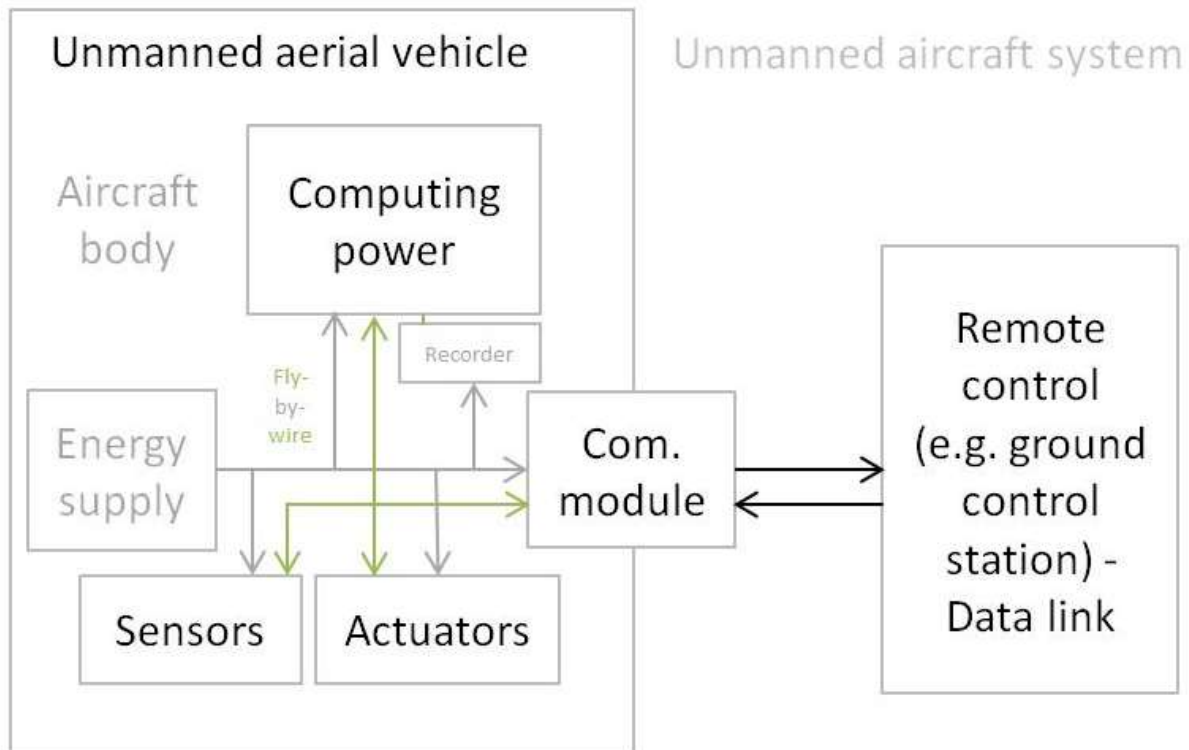 Unmanned aerial vehicle
Unmanned aircraft system
Aircraft
body
Computing
power
Recorder
Fly-
by-
wire
Energy
supply
Com.
module
Remote
control
(e.g. ground
control
station) -
Data link
Sensors
Actuators